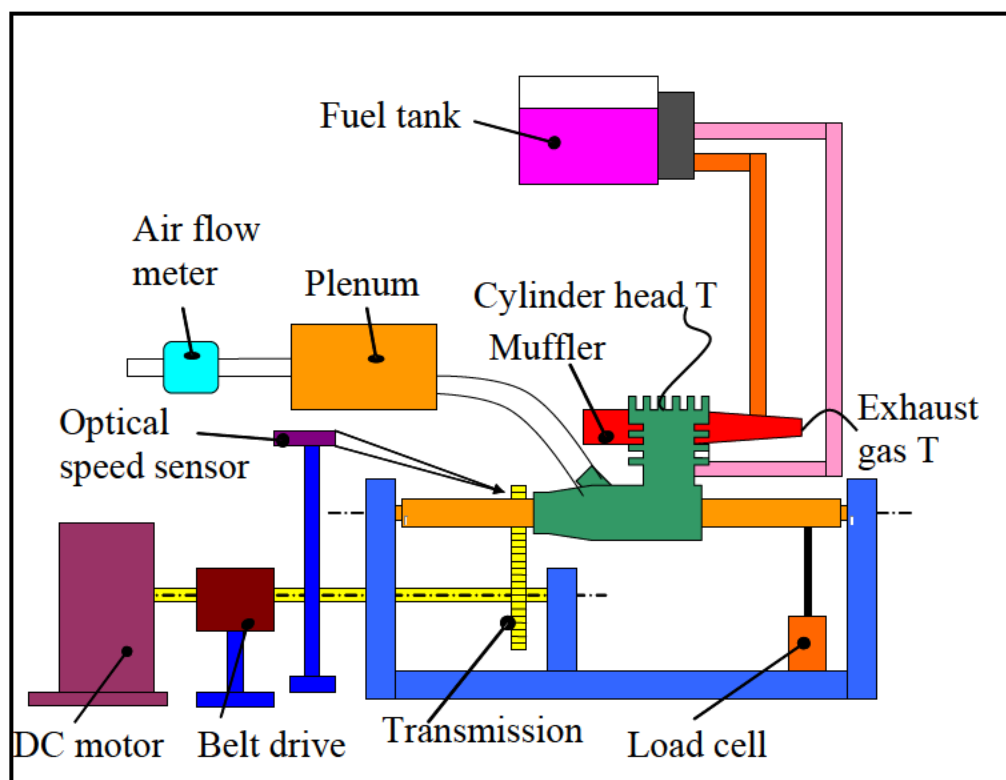 Fuel tank
Air flow
meter
Plenum
Cylinder head T
Muffler
Optical
speed sensor
Exhaust
gas T
DC motor
Belt drive
Transmission
Load cell